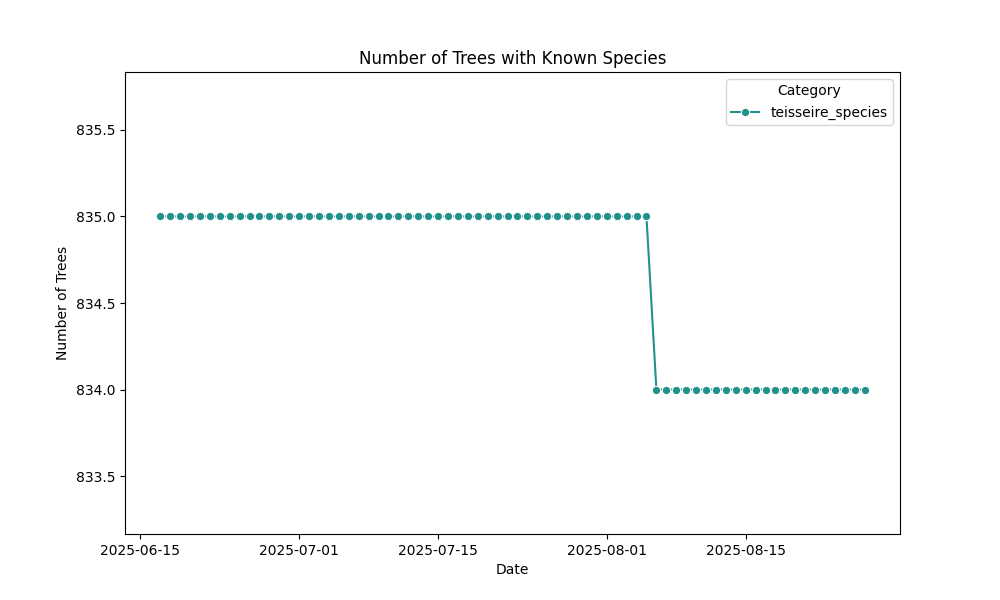 Number of Trees with Known Species
Category
teisseire_species
835.5
835.0
834.5
834.0
833.5
Number of Trees
2025-06-15
2025-07-01
2025-07-15
2025-08-01
2025-08-15
Date